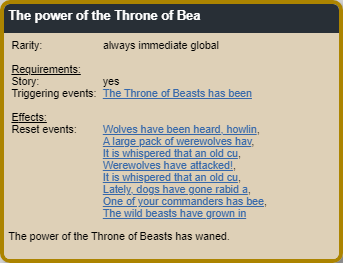 The power of the Throne of Bea
Rarity: always immediate global
Requirements:
Story: yes
Triggering events: The Throne of Beasts has been
Effects:
Reset events: Wolves have been heard, howlin,
A large pack of werewolves hav,
It is whispered that an old cu,
Werewolves have attacked!,
It is whispered that an old cu,
Lately, dogs have gone rabid a,
One of your commanders has bee,
The wild beasts have grown in
The power of the Throne of Beasts has waned.